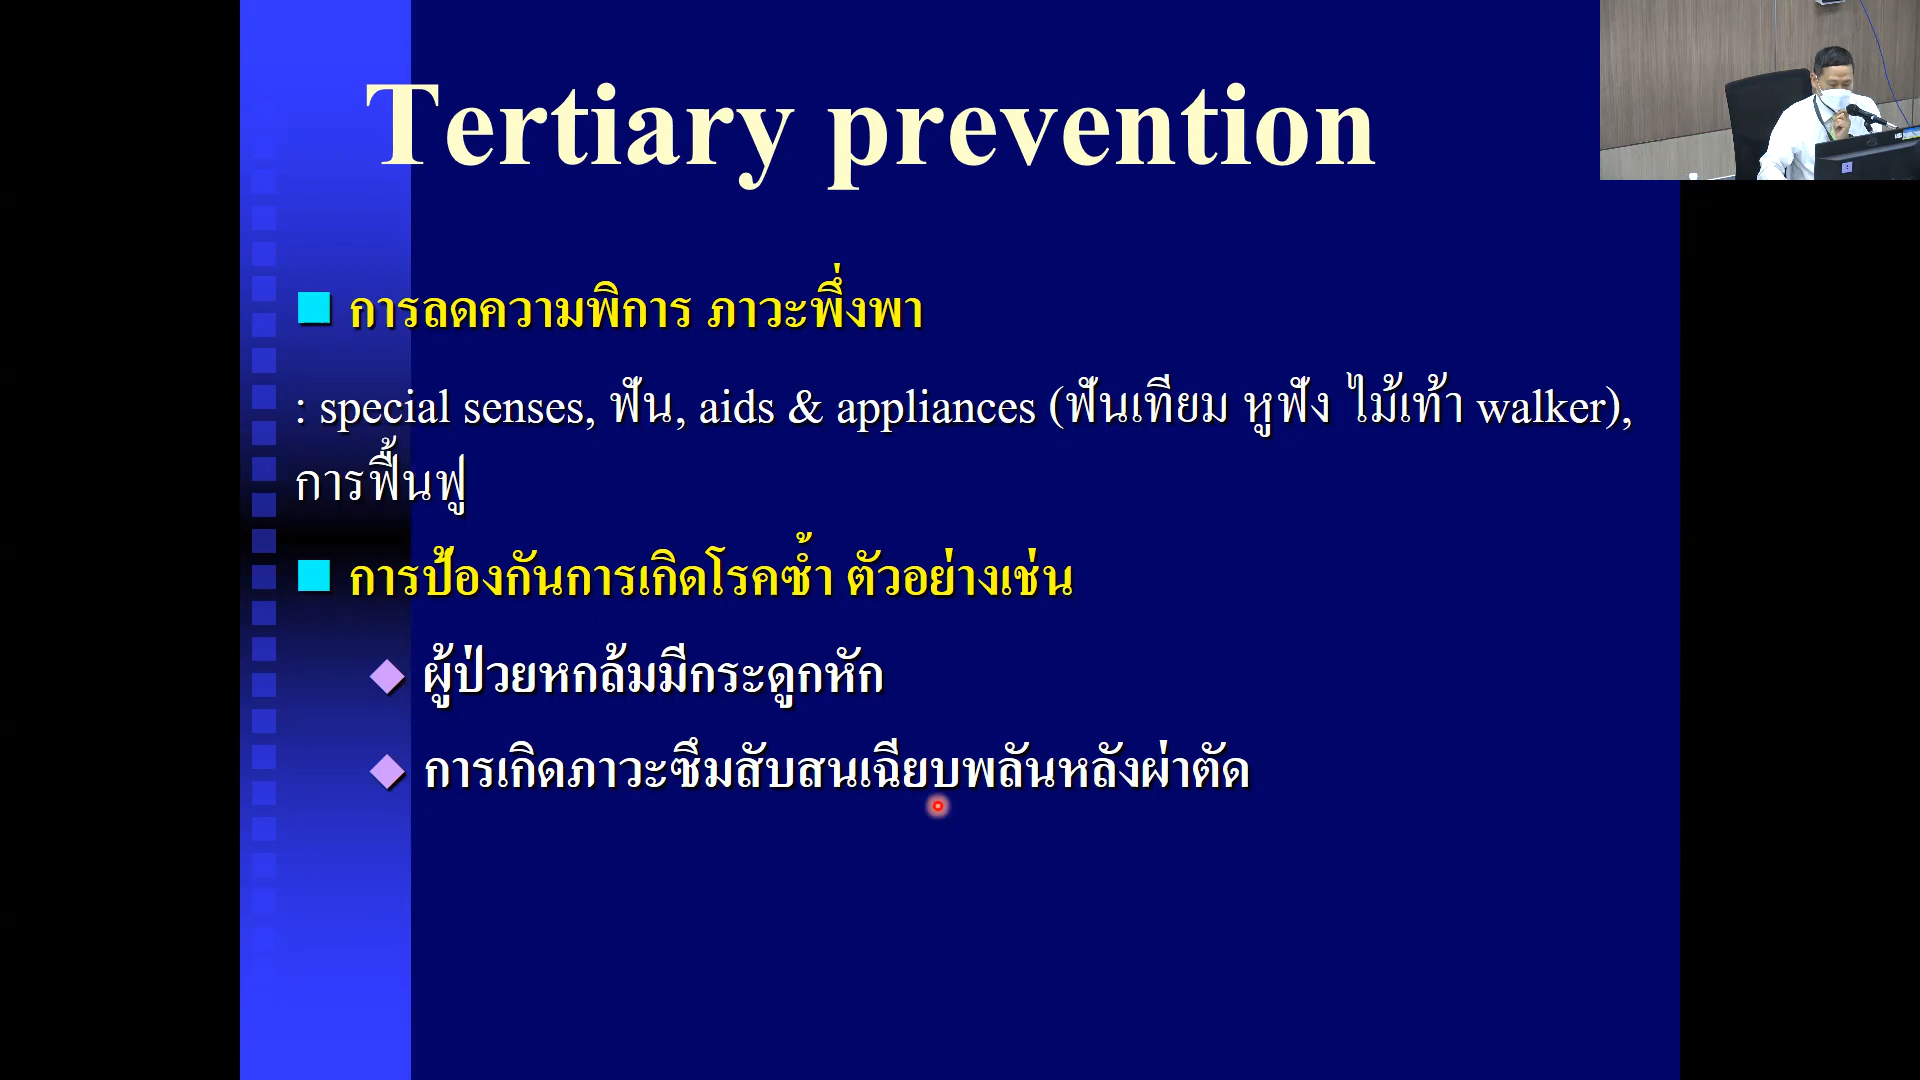 Tertiary prevention
การลดความพิการ ภาวะพึ่งพา
: special senses, ฟัน, aids & appliances (ฟันเทียม หูฟัง ไม้เท้า walker),
การฟื้นฟู
การป้องกันการเกิดโรคซ้ำ ตัวอย่างเช่น
ผู้ป่วยหกล้มมีกระดูกหัก
การเกิดภาวะซึมสับสนเฉียบพลันหลังผ่าตัด